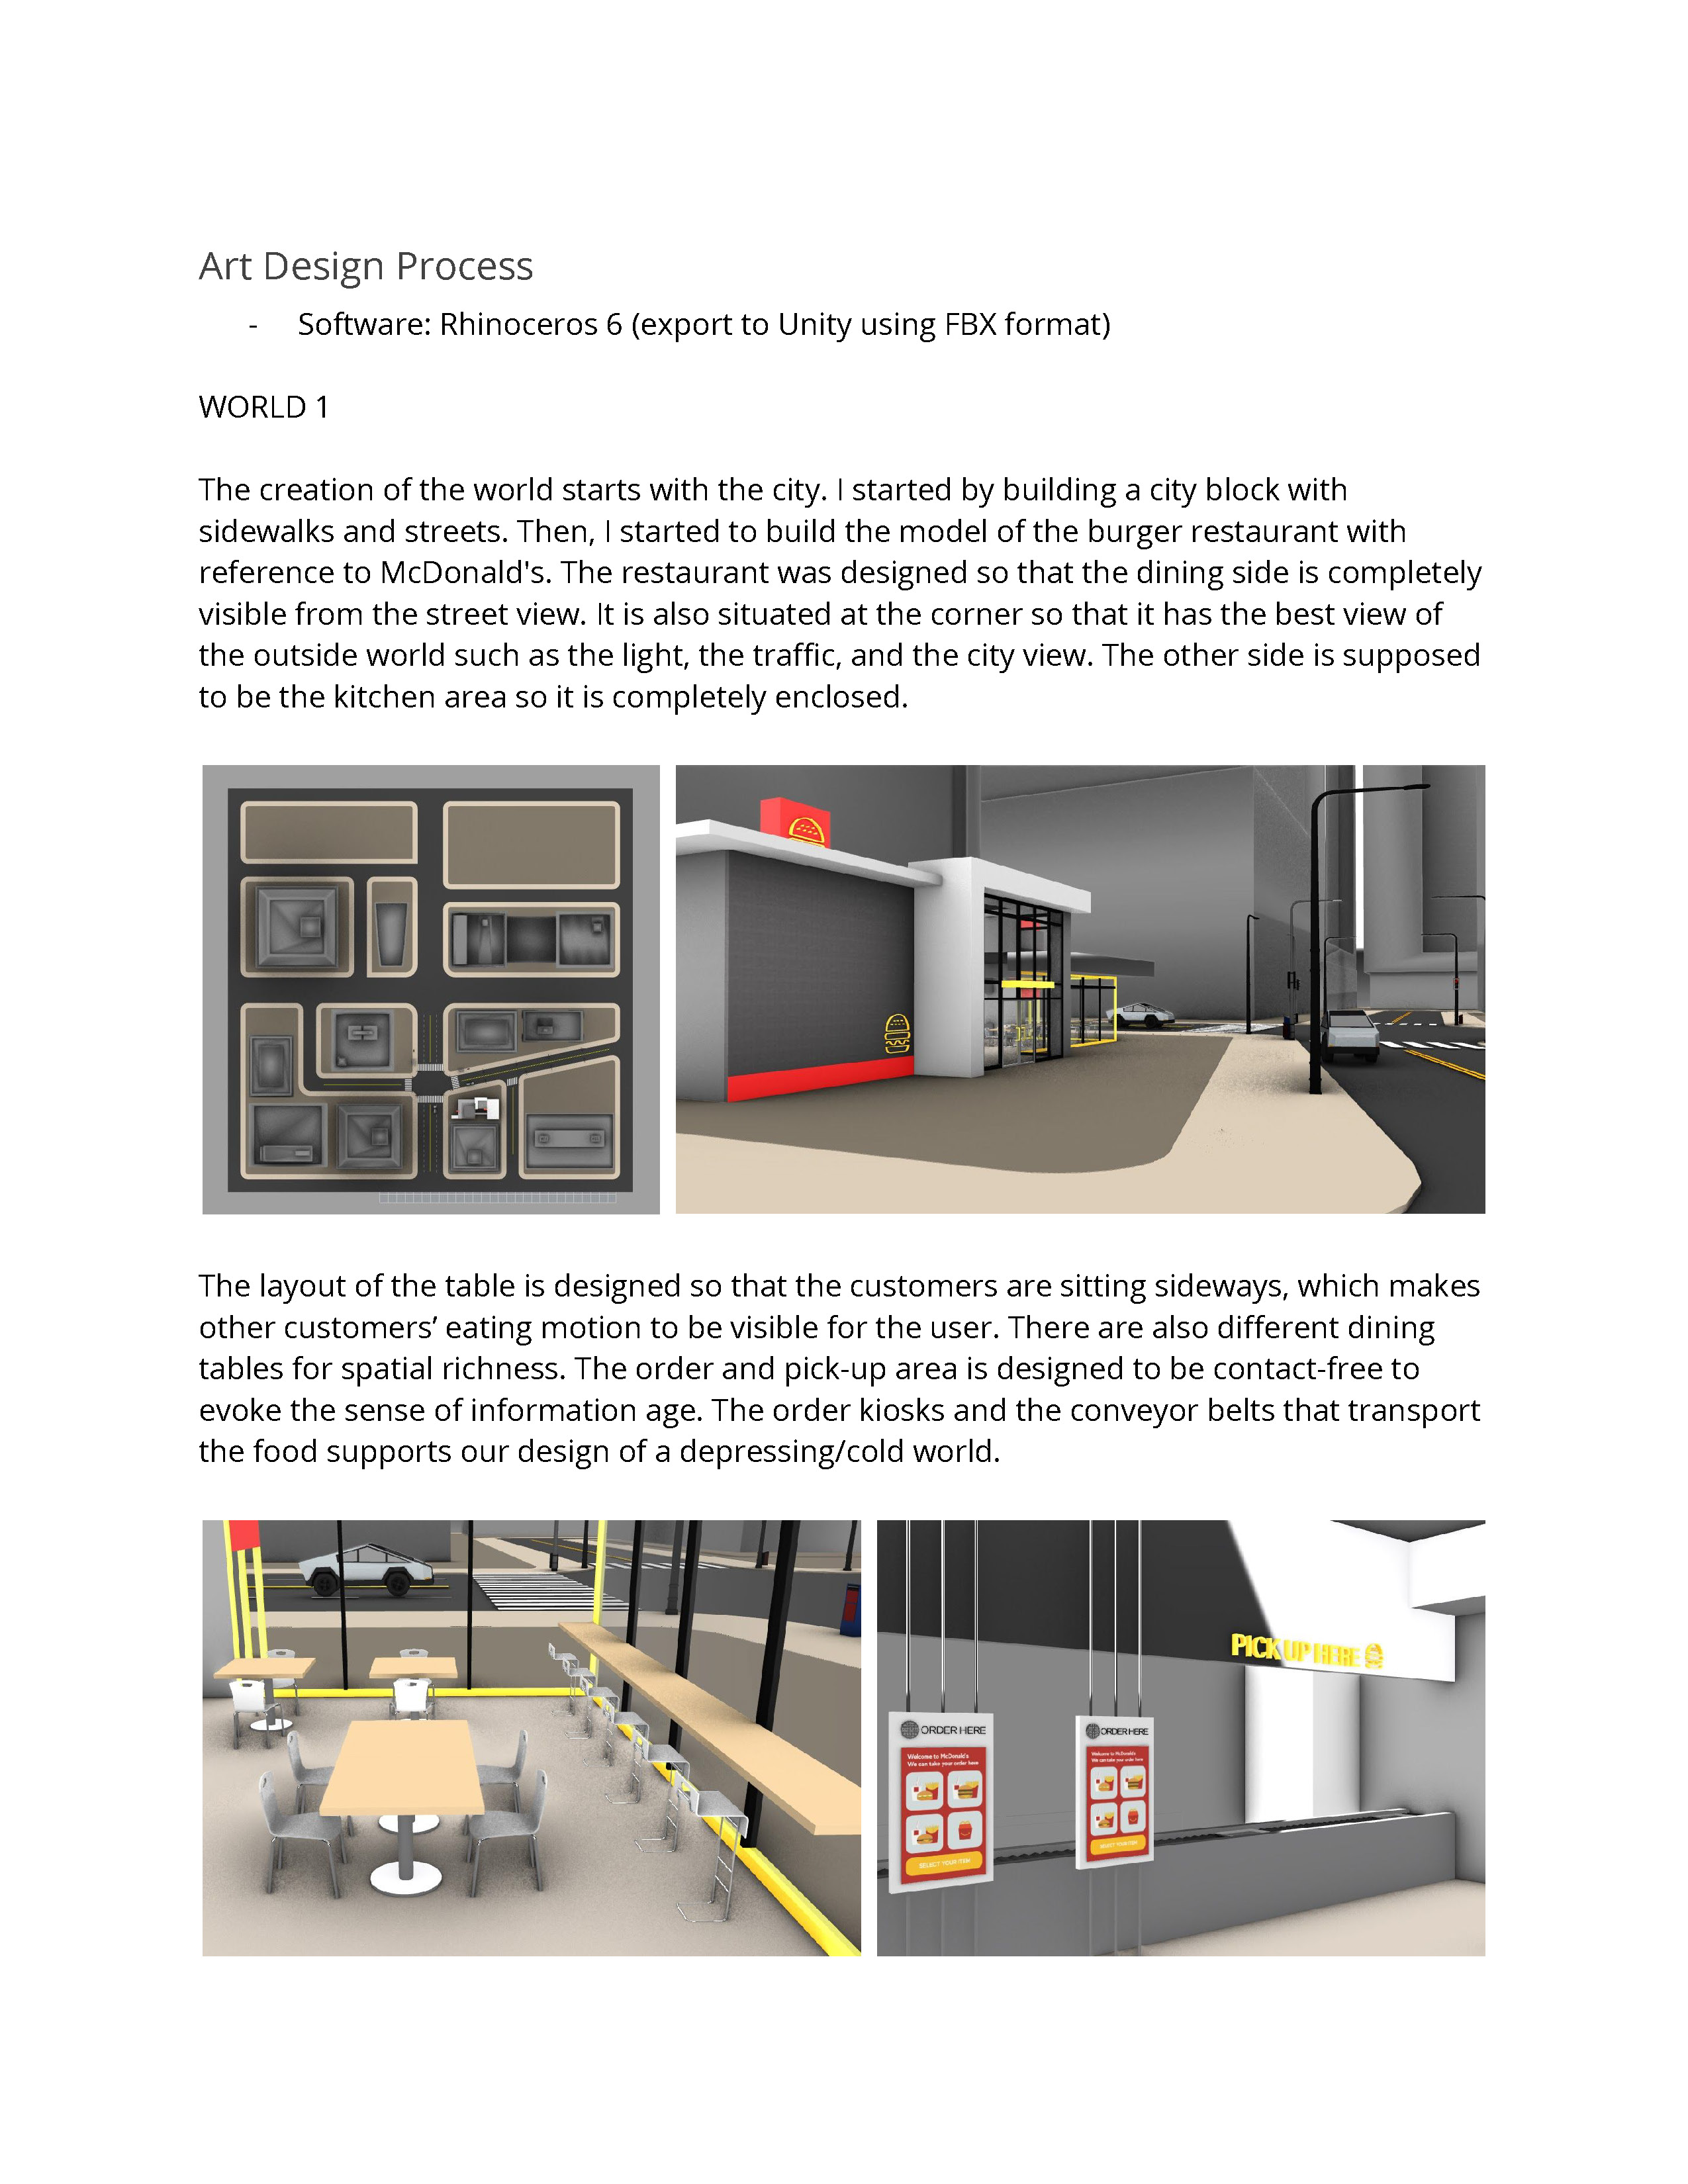 Art Design Process
- Software: Rhinoceros 6 (export to Unity using FBX format)
WORLD 1
The creation of the world starts with the city. I started by building a city block with
sidewalks and streets. Then, I started to build the model of the burger restaurant with
reference to McDonald's. The restaurant was designed so that the dining side is completely
visible from the street view. It is also situated at the corner so that it has the best view of
the outside world such as the light, the traffic, and the city view. The other side is supposed
to be the kitchen area so it is completely enclosed.
The layout of the table is designed so that the customers are sitting sideways, which makes
other customers’ eating motion to be visible for the user. There are also different dining
tables for spatial richness. The order and pick-up area is designed to be contact-free to
evoke the sense of information age. The order kiosks and the conveyor belts that transport
the food supports our design of a depressing/cold world.
PICK UP HERE
ORDER HERE
Welcome to McDonald's
We can take your order here
SELECT YOUR ITEM
ORDER HERE
Welcome to McDonald's
We can take your order here
SELECT YOUR ITEM